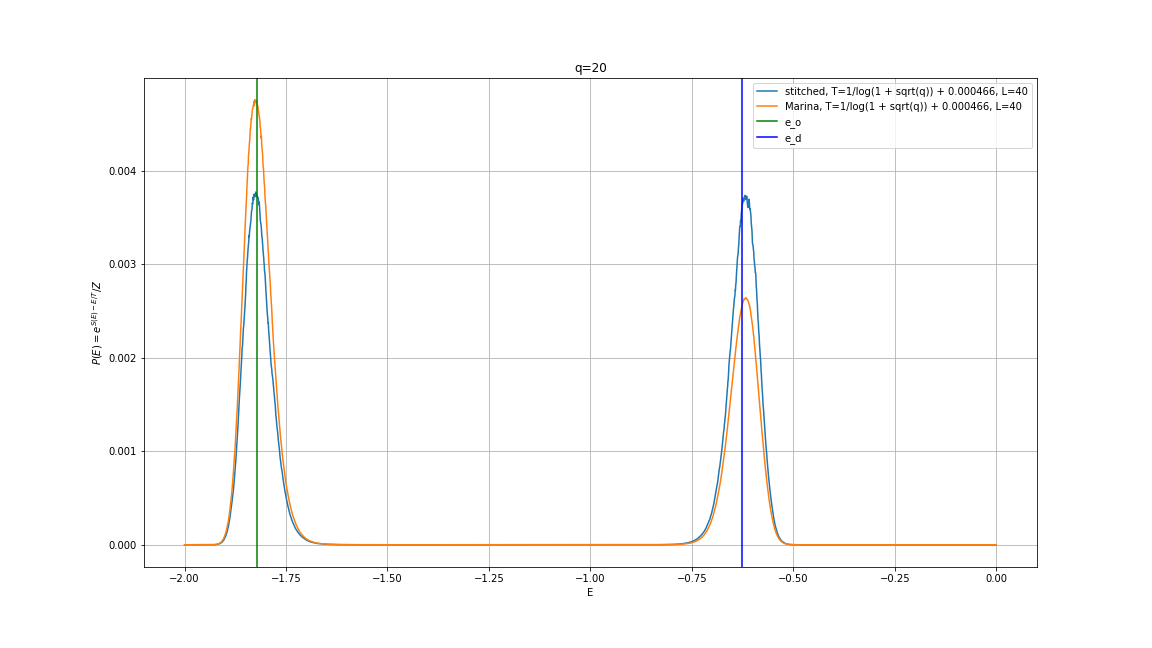 q=20
stitched, T=1/log(1 + sqrt(q)) + 0.000466, L=40
Marina, T=1/log(1 + sqrt(q)) + 0.000466, L=40
e_o
e_d
0.004
0.003
0.002
0.001
0.000
P(E) = e^{S(E) − E/T}/Z
−2.00 −1.75 −1.50 −1.25 −1.00 −0.75 −0.50 −0.25 0.00
E